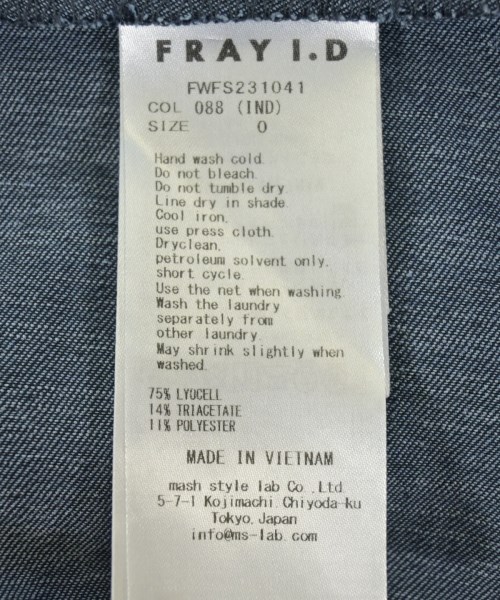 FRAY I.D
FWFS231041
COL 088 (IND)
SIZE 0
Hand wash cold.
Do not bleach.
Do not tumble dry.
Line dry in shade.
Cool iron,
use press cloth.
Dryclean,
petroleum solvent only,
short cycle.
Use the net when washing.
Wash the laundry
separately from
other laundry.
May shrink slightly when
washed.
75% LYOCELL
14% TRIACETATE
11% POLYESTER
MADE IN VIETNAM
mash style lab Co.,Ltd.
5-7-1 Kojimachi,Chiyoda-ku
Tokyo,Japan
info@ms-lab.com